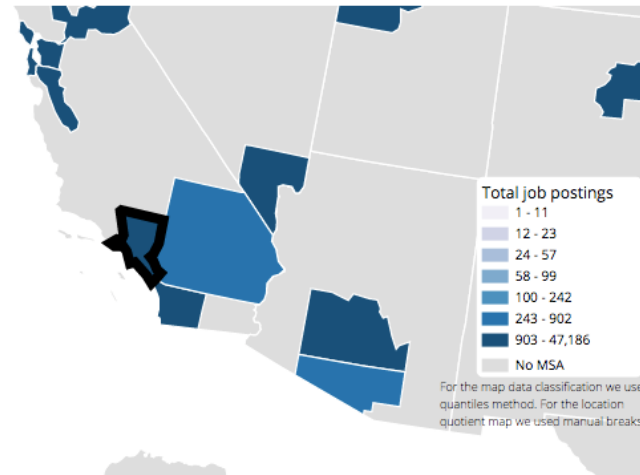 Total job postings
1 - 11
12 - 23
24 - 57
58 - 99
100 - 242
243 - 902
903 - 47,186
No MSA
For the map data classification we use
quantiles method. For the location
quotient map we used manual breaks